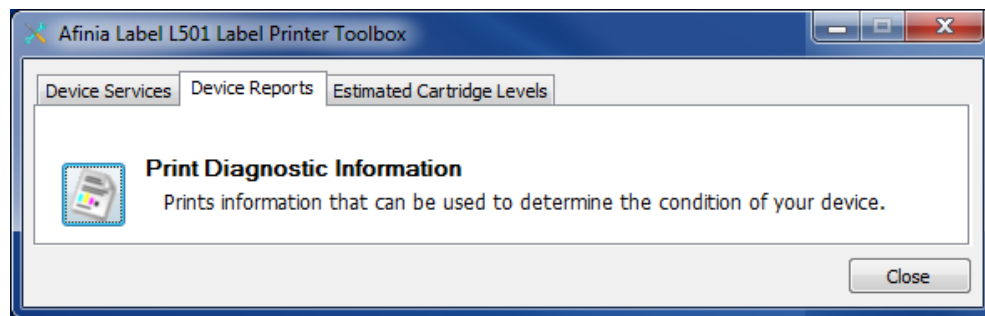 Afinia Label L501 Label Printer Toolbox
Device Services Device Reports Estimated Cartridge Levels
Print Diagnostic Information
Prints information that can be used to determine the condition of your device.
Close